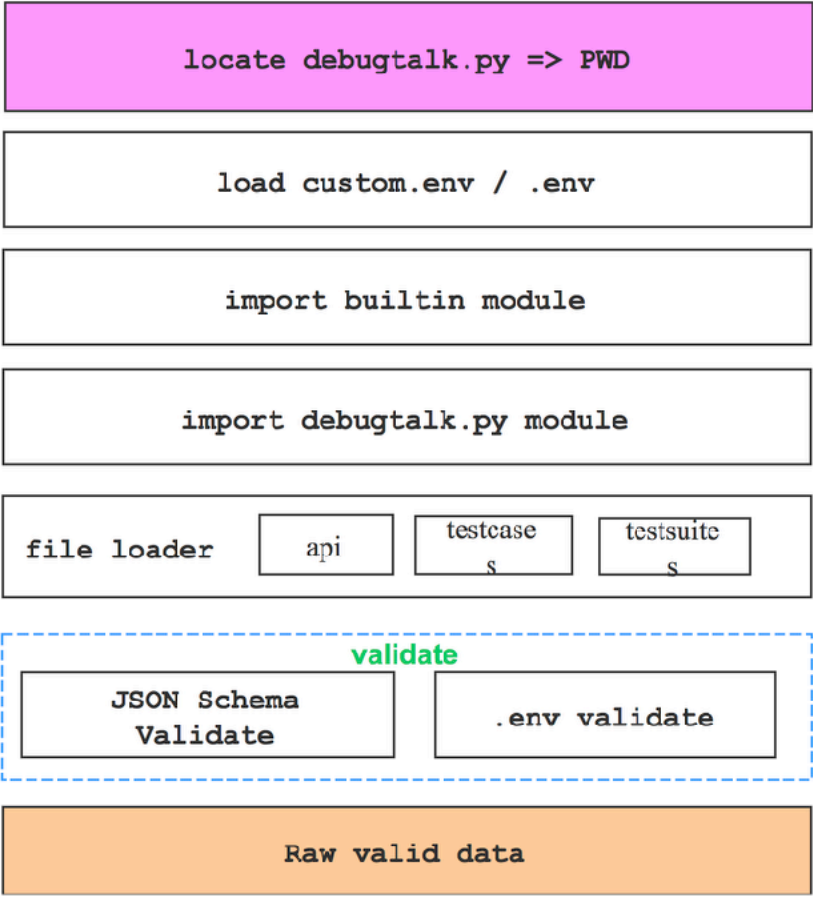 locate debugtalk.py => PWD
load custom.env / .env
import builtin module
import debugtalk.py module
file loader
api
testcase
s
testsuite
s
validate
JSON Schema
Validate
.env validate
Raw valid data